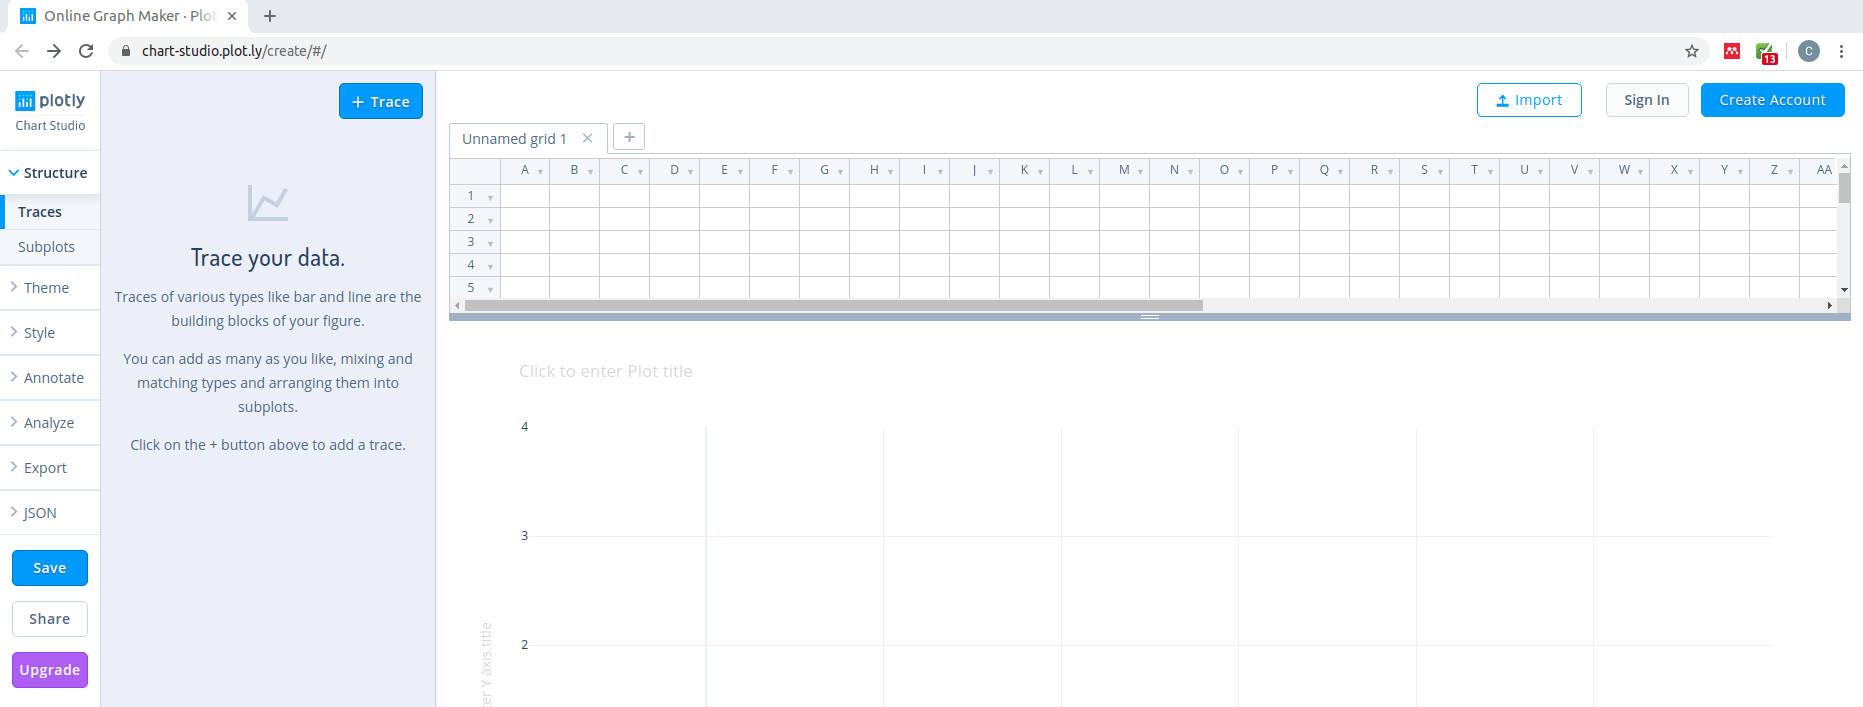 Online Graph Maker · Plot
chart-studio.plot.ly/create/#/
13
C
plotly
Chart Studio
Structure
Traces
Subplots
Theme
Style
Annotate
Analyze
Export
JSON
Save
Share
Upgrade
+ Trace
Trace your data.
Traces of various types like bar and line are the
building blocks of your figure.
You can add as many as you like, mixing and
matching types and arranging them into
subplots.
Click on the + button above to add a trace.
Import
Sign In
Create Account
Unnamed grid 1
+
A B C D E F G H I J K L M N O P Q R S T U V W X Y Z AA
1
2
3
4
5
Click to enter Plot title
4
3
2
Y axis title